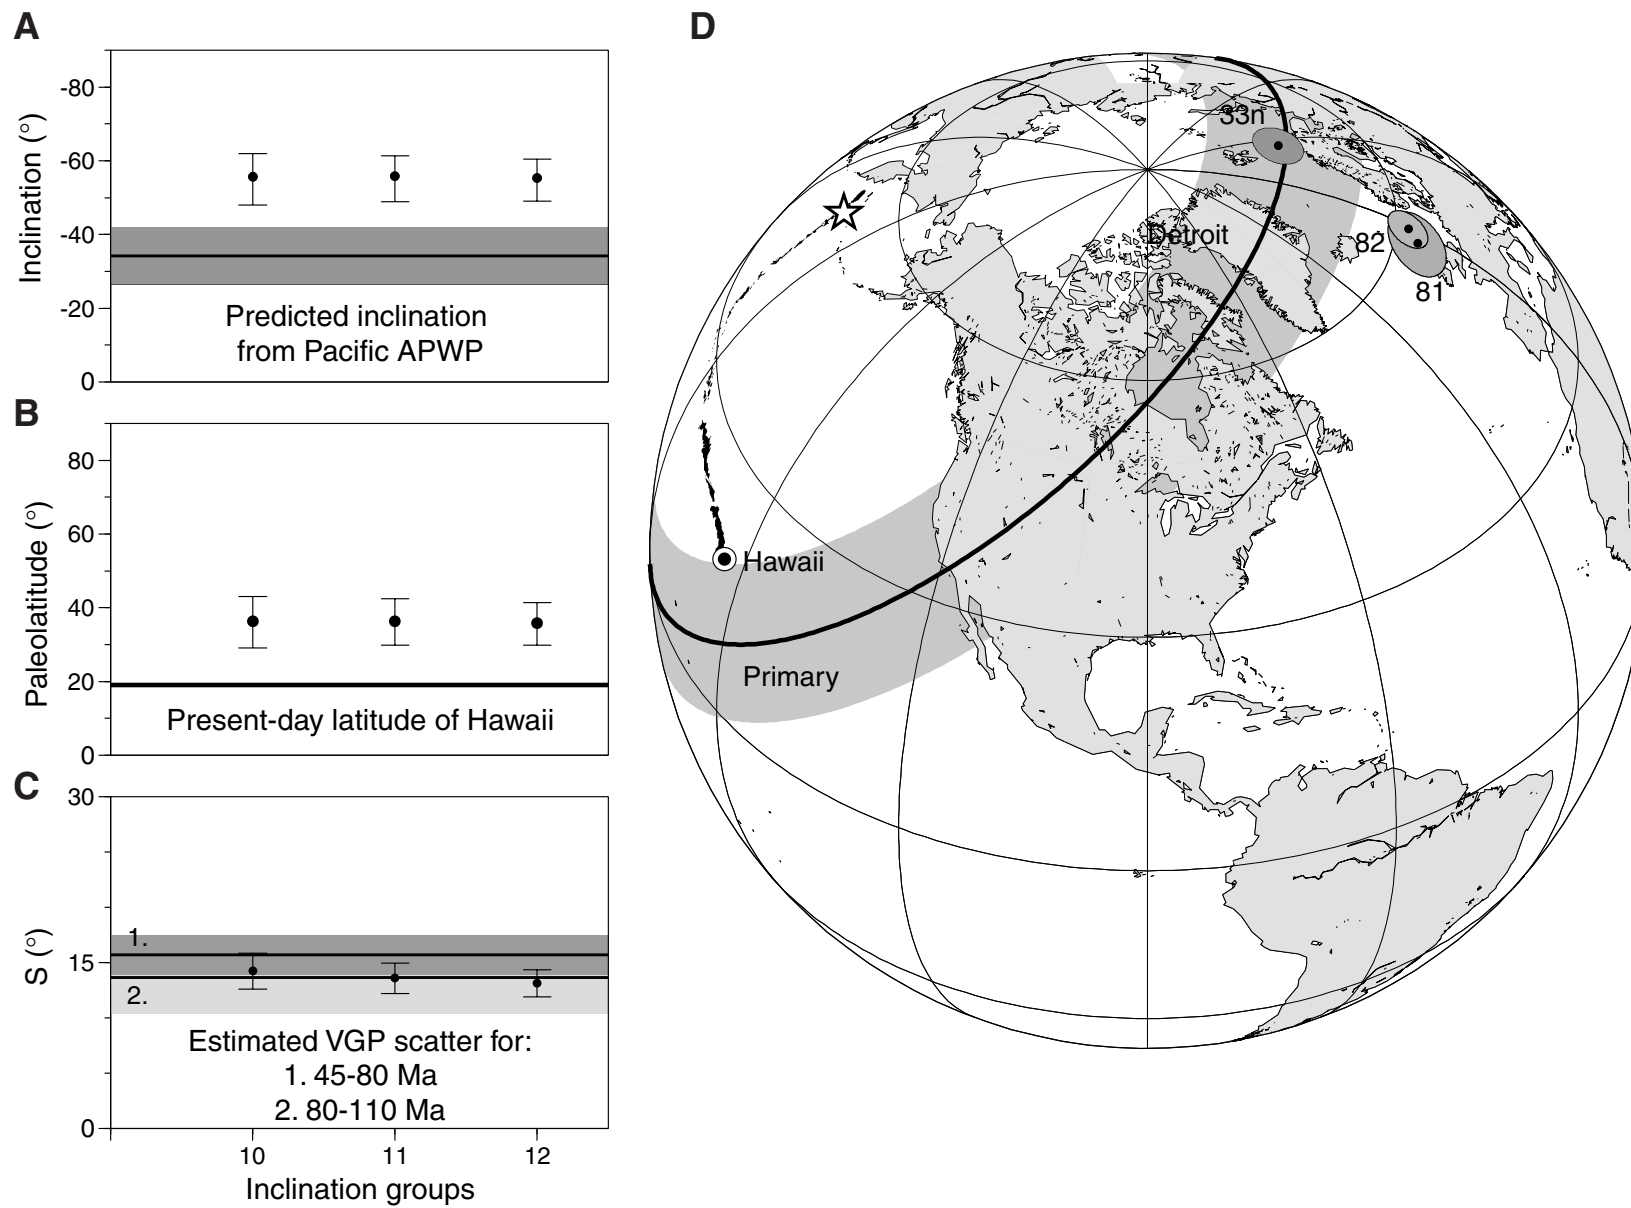 A
Inclination (°)
-80
-60
-40
-20
0
Predicted inclination
from Pacific APWP
B
Paleolatitude (°)
80
60
40
20
0
Present-day latitude of Hawaii
C
S (°)
30
15
0
1.
2.
Estimated VGP scatter for:
1. 45-80 Ma
2. 80-110 Ma
10 11 12
Inclination groups
D
33n
Detroit
82
81
Hawaii
Primary